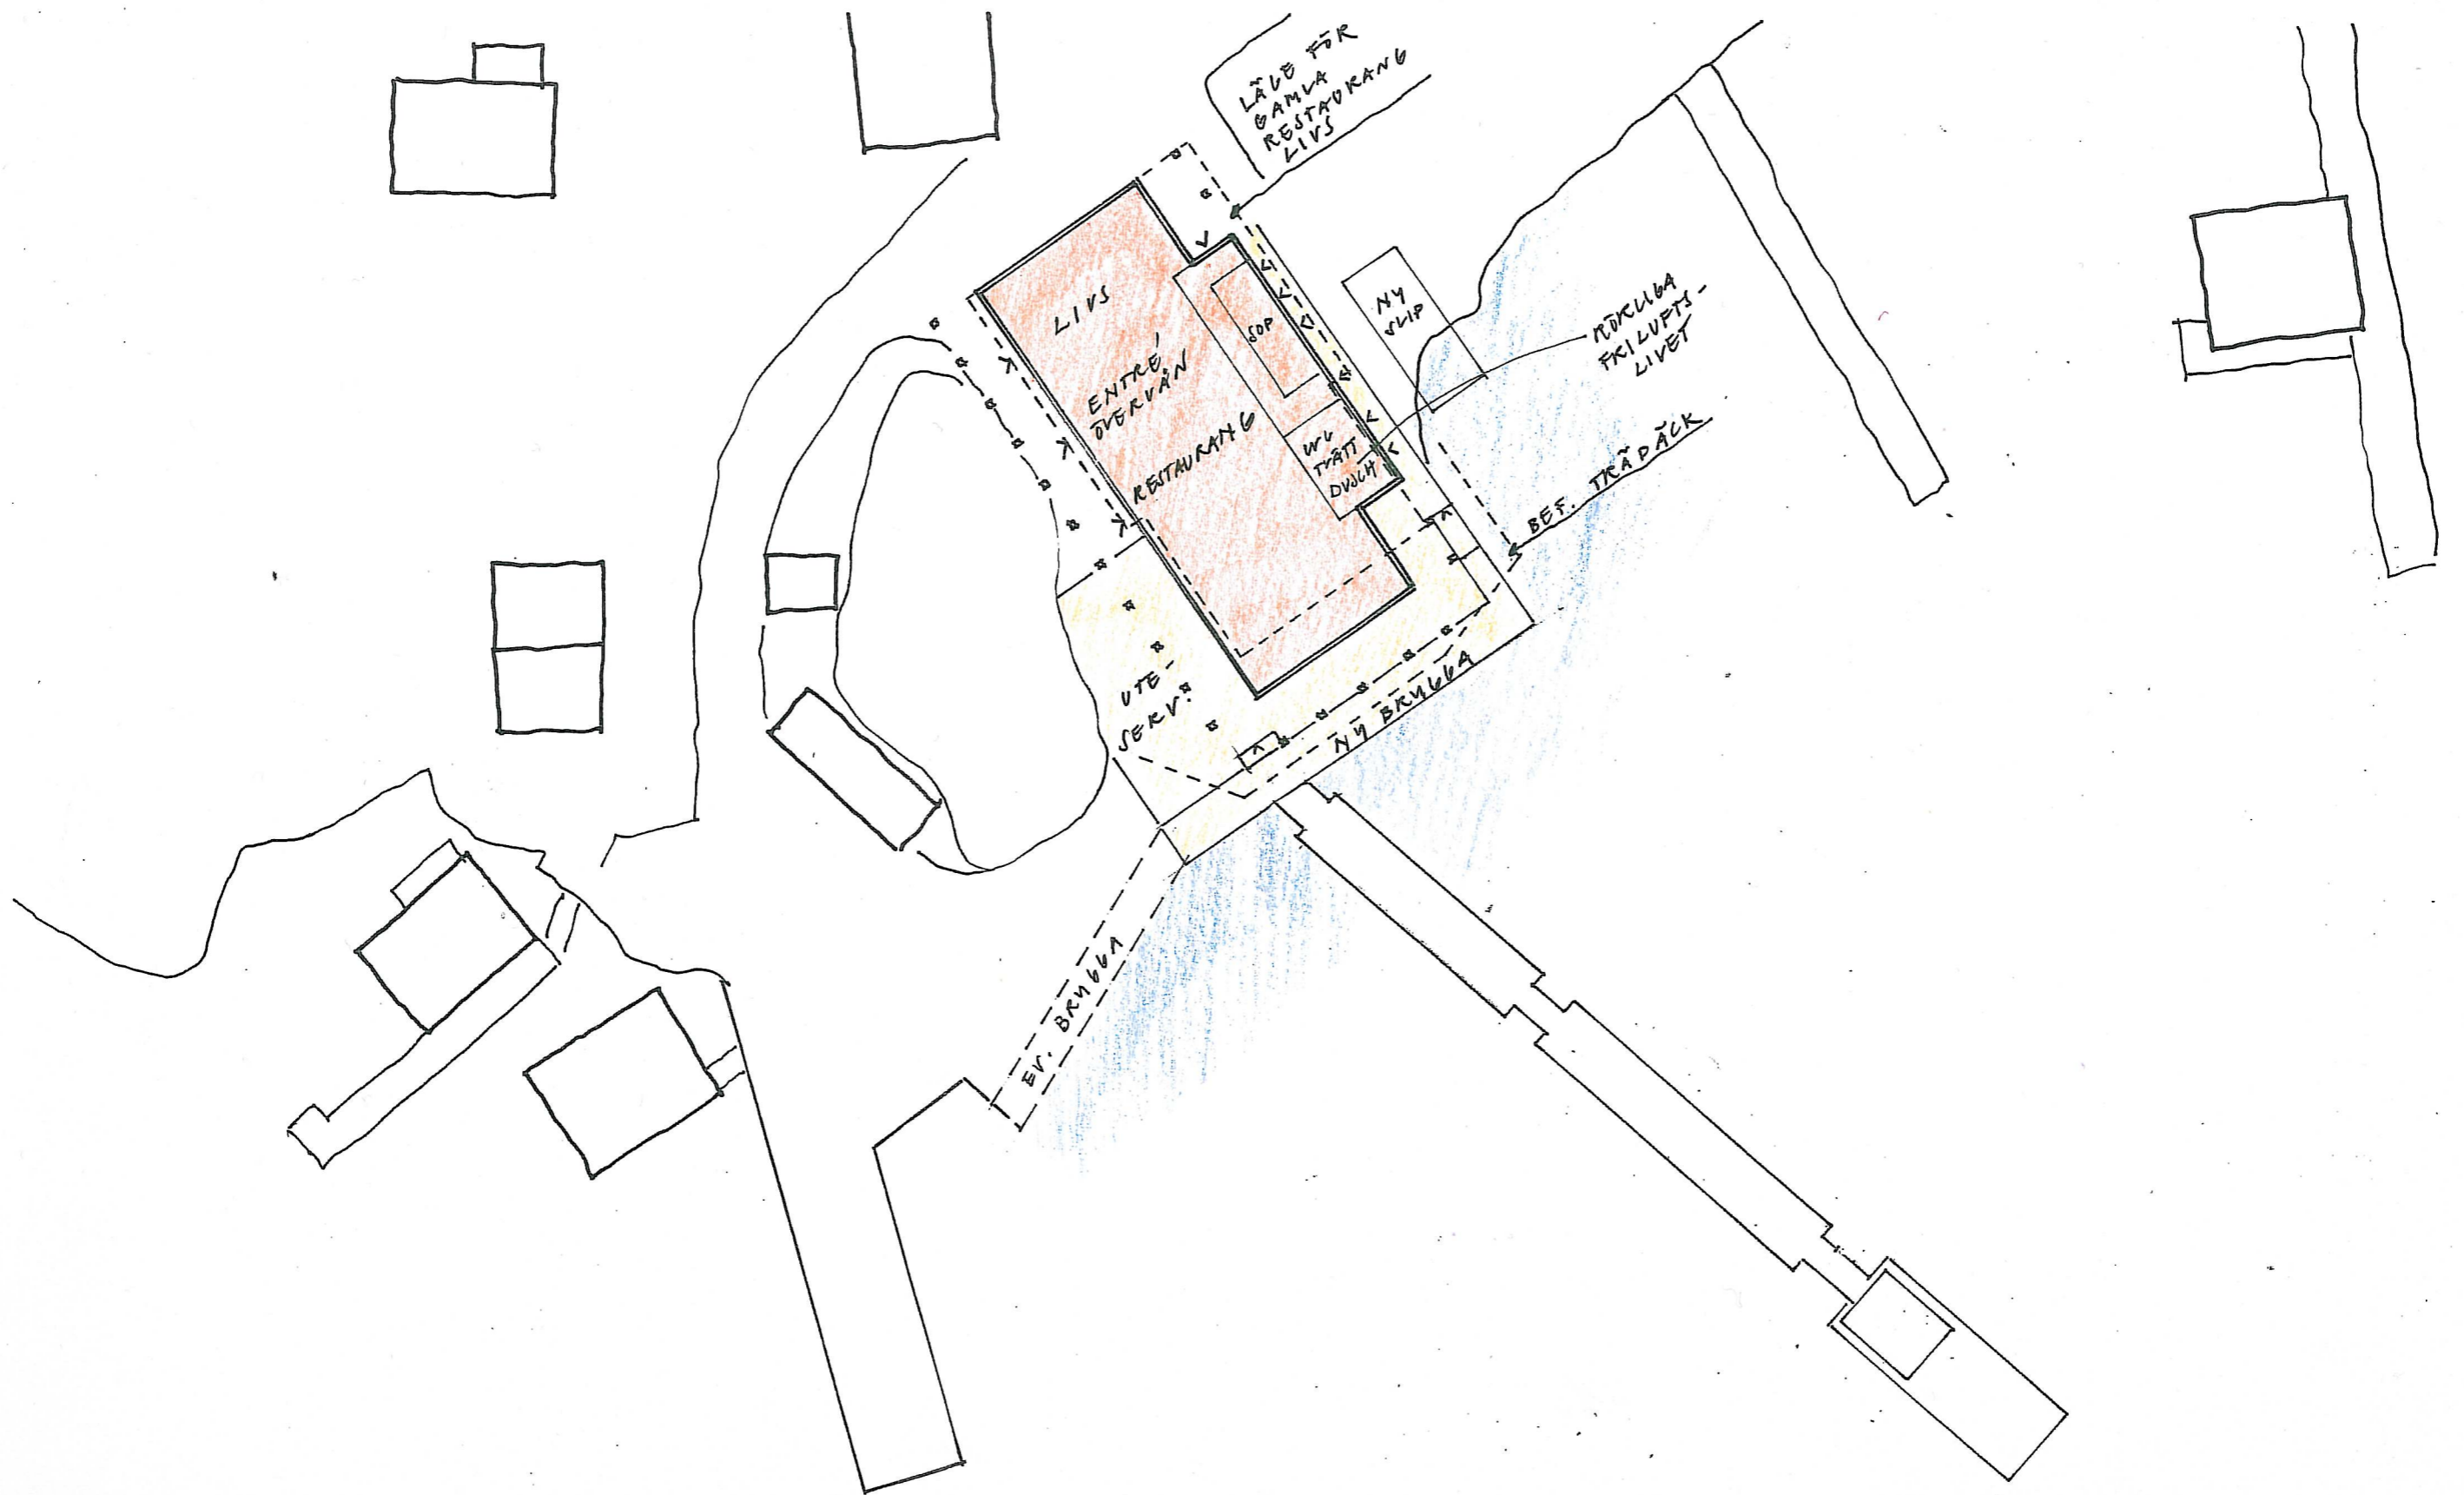 LÄGE FÖR
GAMLA
RESTAURANG
LIVS
LIVS
ENTRÉ,
ÖVERVÅN
RESTAURANG
SOP
WC
TVÄTT
DUSCH
NY
SLIP
RÖRLIGA
FRILUFTS-
LIVET
BEF. TRÄDÄCK
UTE-
SERV.
NY BRYGGA
EV. BRYGGA